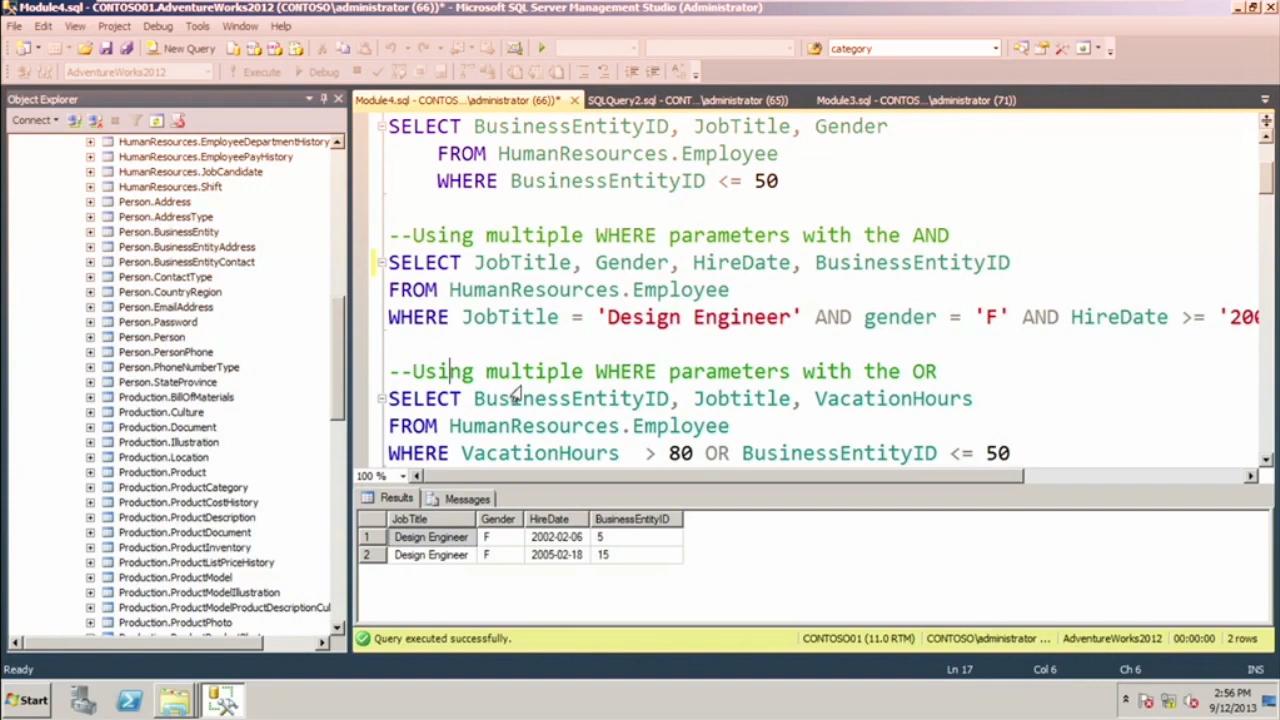 Module4.sql - CONTOSO01.AdventureWorks2012 (CONTOSO\administrator (66))* - Microsoft SQL Server Management Studio (Administrator)
File Edit View Project Debug Tools Window Help
New Query category
AdventureWorks2012 Execute Debug
Object Explorer
Module4.sql - CONTOS...\administrator (66))* SQLQuery2.sql - CONT...\administrator (65)) Module3.sql - CONTOS...\administrator (71))
Connect
HumanResources.EmployeeDepartmentHistory
HumanResources.EmployeePayHistory
HumanResources.JobCandidate
HumanResources.Shift
Person.Address
Person.AddressType
Person.BusinessEntity
Person.BusinessEntityAddress
Person.BusinessEntityContact
Person.ContactType
Person.CountryRegion
Person.EmailAddress
Person.Password
Person.Person
Person.PersonPhone
Person.PhoneNumberType
Person.StateProvince
Production.BillOfMaterials
Production.Culture
Production.Document
Production.Illustration
Production.Location
Production.Product
Production.ProductCategory
Production.ProductCostHistory
Production.ProductDescription
Production.ProductDocument
Production.ProductInventory
Production.ProductListPriceHistory
Production.ProductModel
Production.ProductModelIllustration
Production.ProductModelProductDescriptionCul
Production.ProductPhoto
SELECT BusinessEntityID, JobTitle, Gender
FROM HumanResources.Employee
WHERE BusinessEntityID <= 50
--Using multiple WHERE parameters with the AND
SELECT JobTitle, Gender, HireDate, BusinessEntityID
FROM HumanResources.Employee
WHERE JobTitle = 'Design Engineer' AND gender = 'F' AND HireDate >= '200
--Using multiple WHERE parameters with the OR
SELECT BusinessEntityID, Jobtitle, VacationHours
FROM HumanResources.Employee
WHERE VacationHours > 80 OR BusinessEntityID <= 50
100 %
Results Messages
JobTitle Gender HireDate BusinessEntityID
1 Design Engineer F 2002-02-06 5
2 Design Engineer F 2005-02-18 15
Query executed successfully. CONTOSO01 (11.0 RTM) CONTOSO\administrator ... AdventureWorks2012 00:00:00 2 rows
Ready Ln 17 Col 6 Ch 6 INS
Start 2:56 PM
9/12/2013